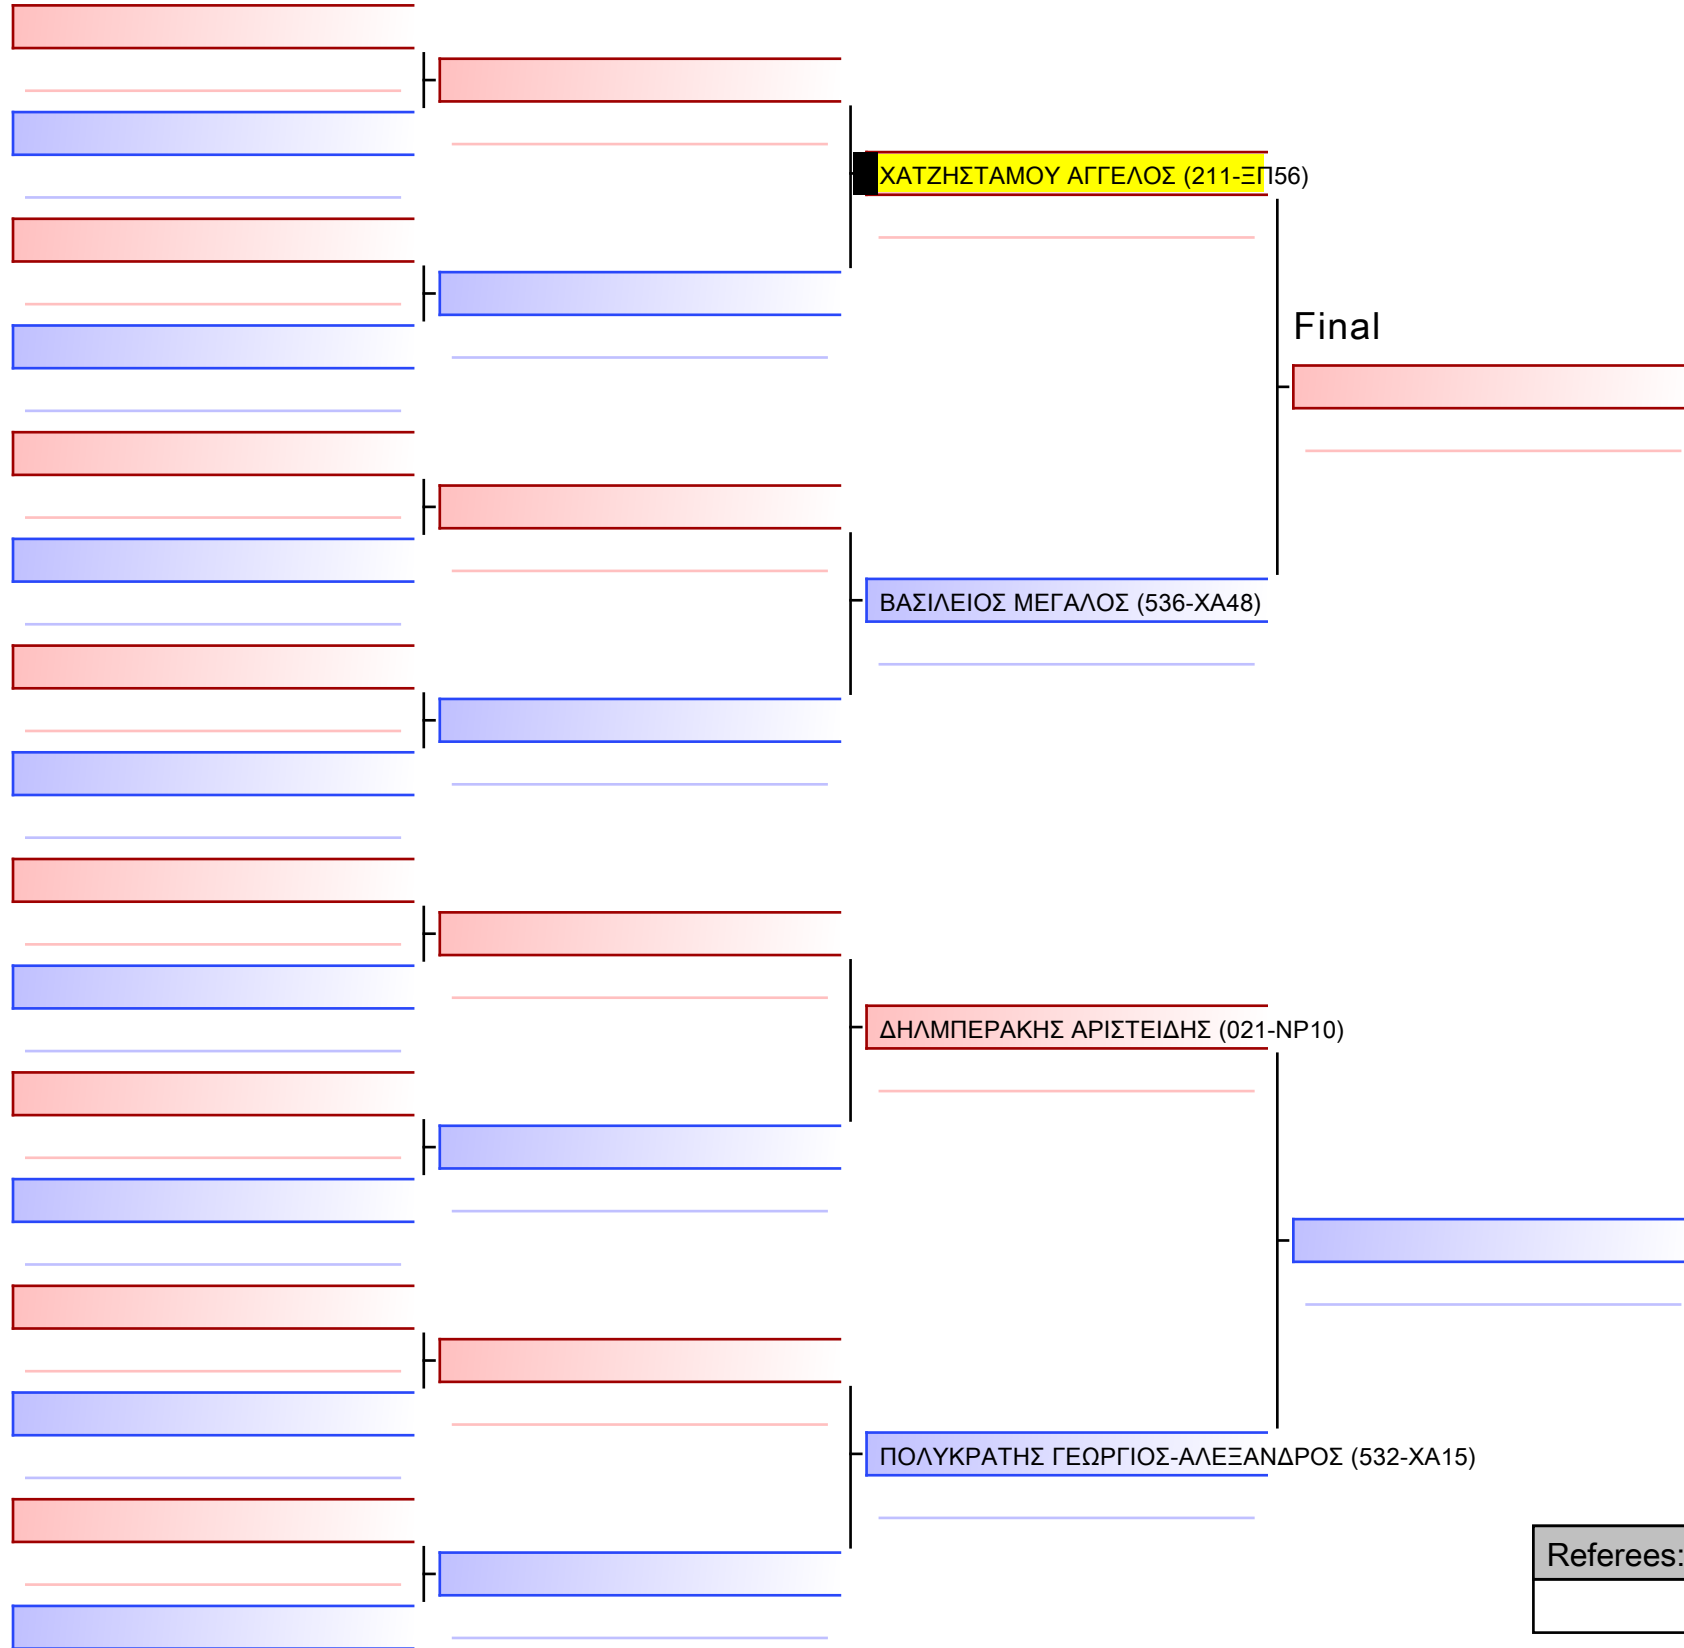 ΧΑΤΖΗΣΤΑΜΟΥ ΑΓΓΕΛΟΣ (211-ΞΠ56)
Final
ΒΑΣΙΛΕΙΟΣ ΜΕΓΑΛΟΣ (536-ΧΑ48)
ΔΗΛΜΠΕΡΑΚΗΣ ΑΡΙΣΤΕΙΔΗΣ (021-ΝΡ10)
ΠΟΛΥΚΡΑΤΗΣ ΓΕΩΡΓΙΟΣ-ΑΛΕΞΑΝΔΡΟΣ (532-ΧΑ15)
Referees: